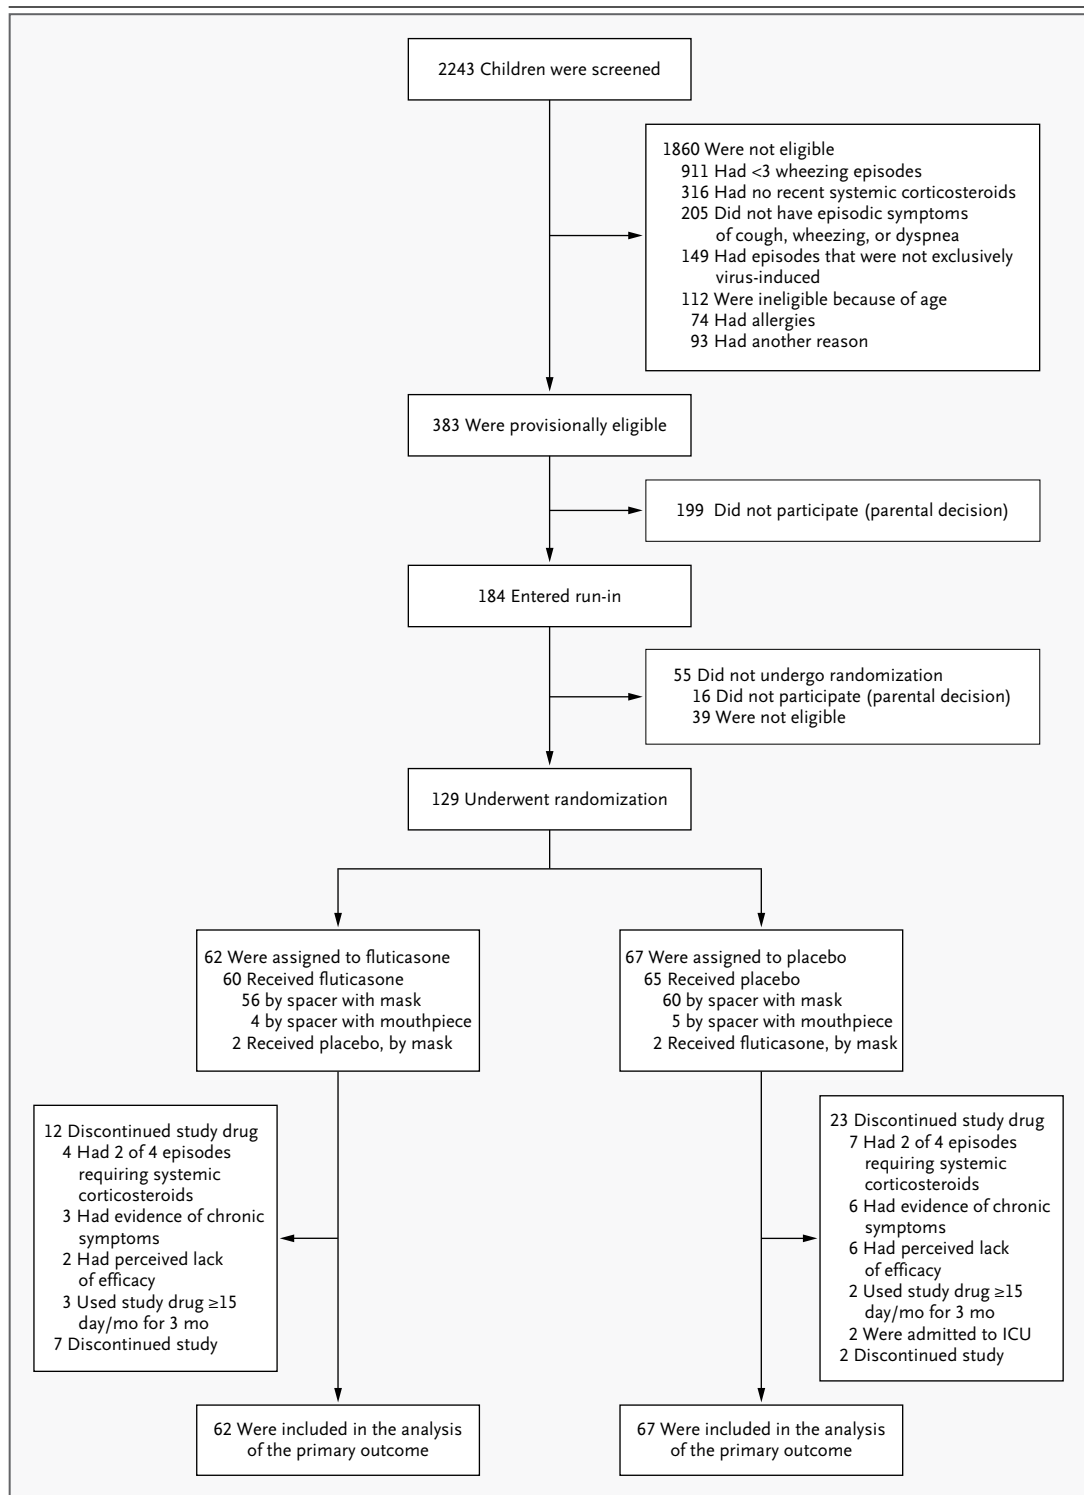 2243 Children were screened
1860 Were not eligible
911 Had <3 wheezing episodes
316 Had no recent systemic corticosteroids
205 Did not have episodic symptoms
of cough, wheezing, or dyspnea
149 Had episodes that were not exclusively
virus-induced
112 Were ineligible because of age
74 Had allergies
93 Had another reason
383 Were provisionally eligible
199 Did not participate (parental decision)
184 Entered run-in
55 Did not undergo randomization
16 Did not participate (parental decision)
39 Were not eligible
129 Underwent randomization
62 Were assigned to fluticasone
60 Received fluticasone
56 by spacer with mask
4 by spacer with mouthpiece
2 Received placebo, by mask
67 Were assigned to placebo
65 Received placebo
60 by spacer with mask
5 by spacer with mouthpiece
2 Received fluticasone, by mask
12 Discontinued study drug
4 Had 2 of 4 episodes
requiring systemic
corticosteroids
3 Had evidence of chronic
symptoms
2 Had perceived lack
of efficacy
3 Used study drug ≥15
day/mo for 3 mo
7 Discontinued study
23 Discontinued study drug
7 Had 2 of 4 episodes
requiring systemic
corticosteroids
6 Had evidence of chronic
symptoms
6 Had perceived lack
of efficacy
2 Used study drug ≥15
day/mo for 3 mo
2 Were admitted to ICU
2 Discontinued study
62 Were included in the analysis
of the primary outcome
67 Were included in the analysis
of the primary outcome